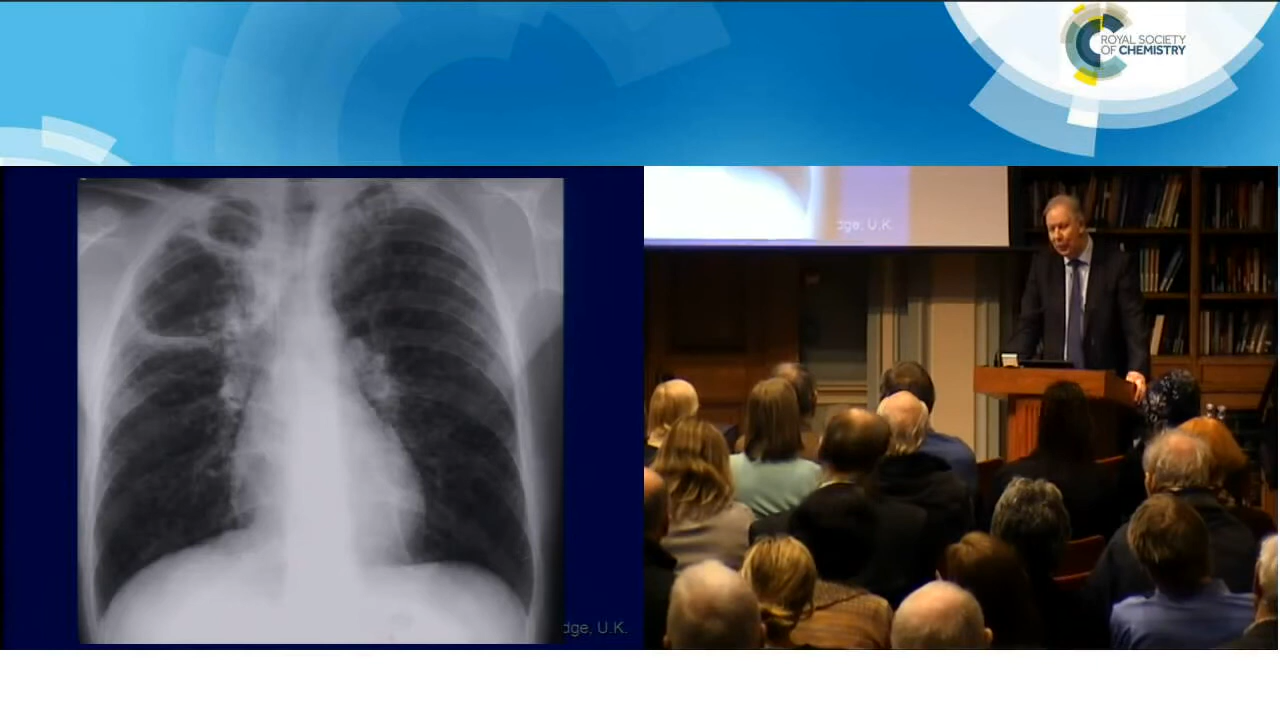 ROYAL SOCIETY
OF CHEMISTRY
dge, U.K.
dge, U.K